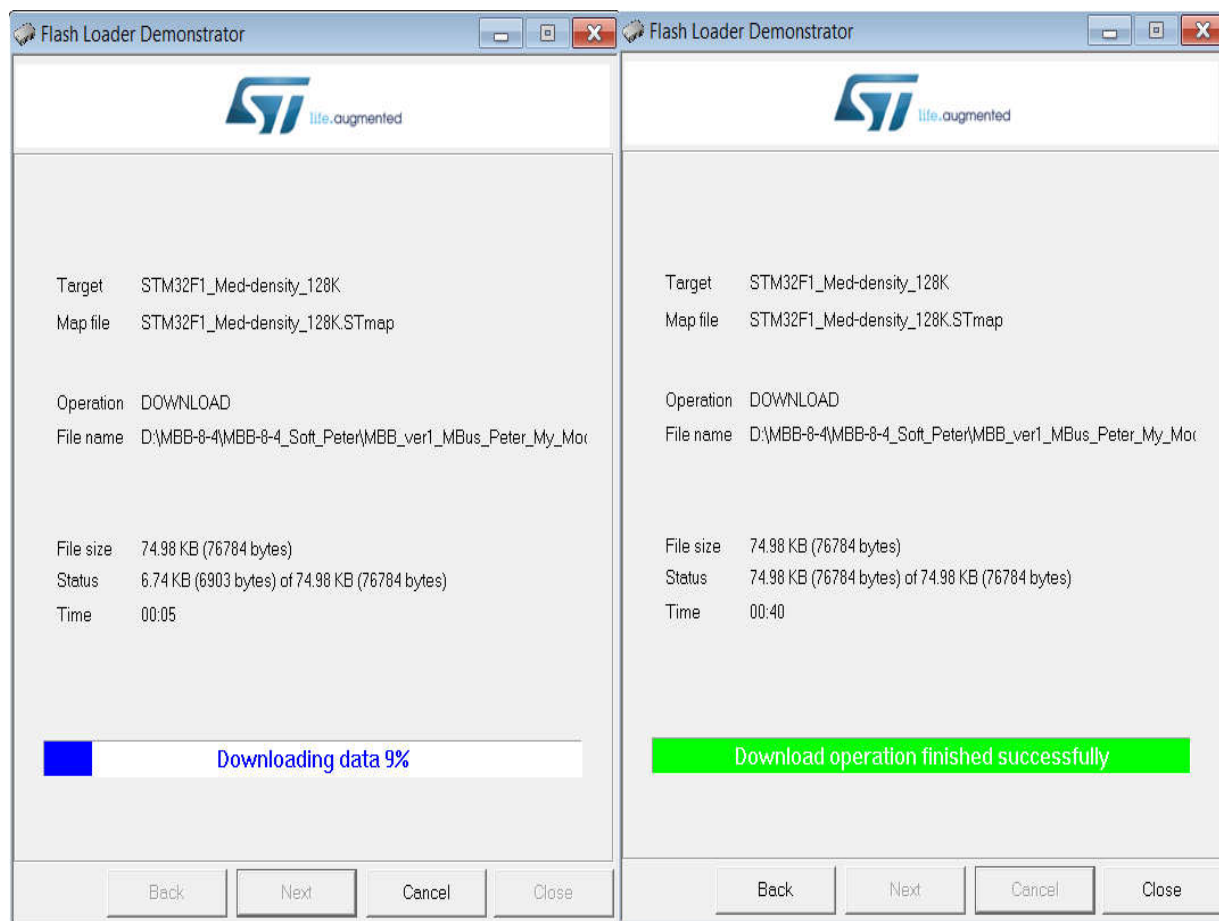 Flash Loader Demonstrator
ST life.augmented
Target STM32F1_Med-density_128K
Map file STM32F1_Med-density_128K.STmap
Operation DOWNLOAD
File name D:\MBB-8-4\MBB-8-4_Soft_Peter\MBB_ver1_MBus_Peter_My_Moc
File size 74.98 KB (76784 bytes)
Status 6.74 KB (6903 bytes) of 74.98 KB (76784 bytes)
Time 00:05
Downloading data 9%
Back Next Cancel Close
Flash Loader Demonstrator
ST life.augmented
Target STM32F1_Med-density_128K
Map file STM32F1_Med-density_128K.STmap
Operation DOWNLOAD
File name D:\MBB-8-4\MBB-8-4_Soft_Peter\MBB_ver1_MBus_Peter_My_Moc
File size 74.98 KB (76784 bytes)
Status 74.98 KB (76784 bytes) of 74.98 KB (76784 bytes)
Time 00:40
Download operation finished successfully
Back Next Cancel Close